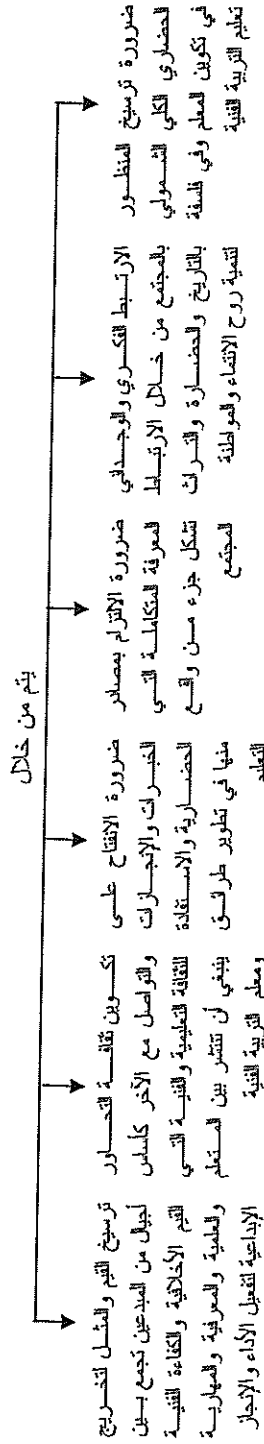 يتم من خلال
ضرورة ترسيخ المنظور
الحضاري الكلي الشمولي
في تكوين المعلم وفي فلسفة
تعليم التربية الفنية
الارتبط الفكري والوجداني
بالمجتمع من خلال الارتباط
بالتاريخ والحضارة والتراث
لتنمية روح الانتماء والمواطنة
ضرورة الالتزام بمصادر
المعرفة المتكاملة التي
تشكل جزء من واقع
المجتمع
ضرورة الانفتاح على
الخبرات والإنجازات
الحضارية والاستفادة
منها في تطوير طرائق
التعليم
تكوين ثقافة التحاور
والتواصل مع الآخر كأساس
للثقافة التعليمية والفنية التي
ينبغي أن تنتشر بين المتعلم
ومعلم التربية الفنية
ترسيخ القيم والمثل لتخريج
أجيال من المبدعين تجمع بين
القيم الأخلاقية والكفاءة الفنية
والعلمية والمعرفية والمهارية
الإبداعية لتفعيل الأداء والإنجاز